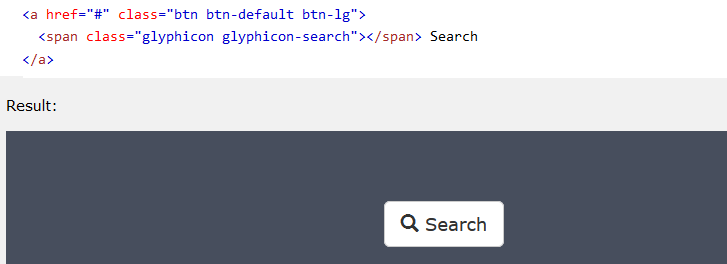 <a href="#" class="btn btn-default btn-lg">
  <span class="glyphicon glyphicon-search"></span> Search
</a>
Result:
Search